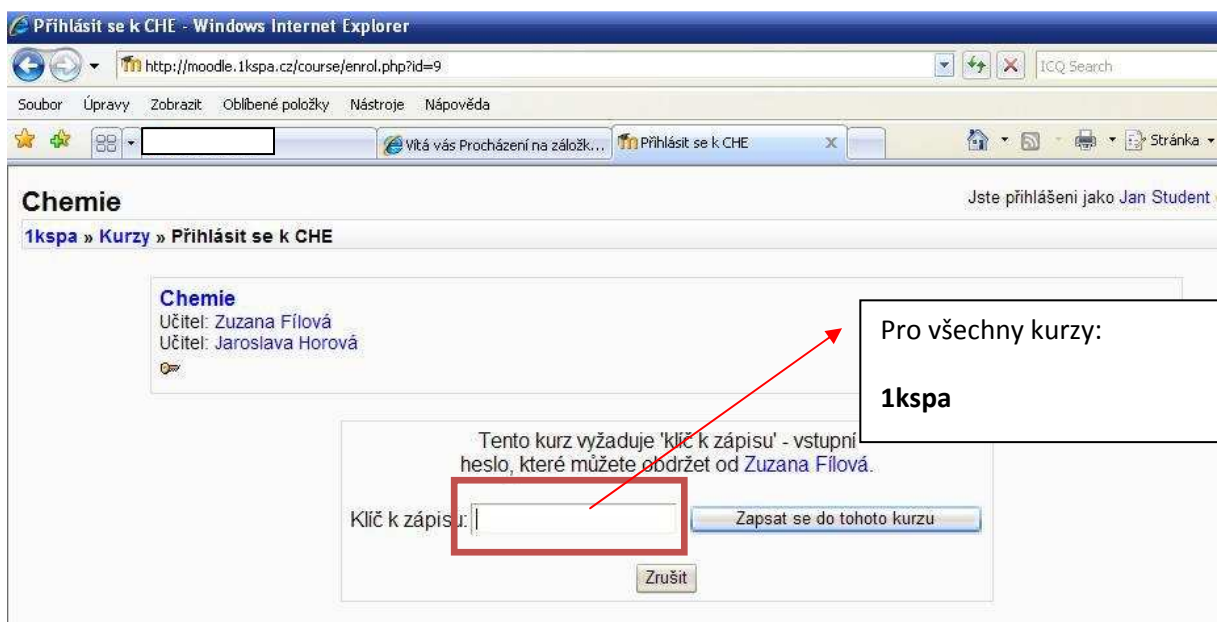 Přihlásit se k CHE - Windows Internet Explorer
http://moodle.1kspa.cz/course/enrol.php?id=9
ICQ Search
Soubor Úpravy Zobrazit Oblíbené položky Nástroje Nápověda
Vítá vás Procházení na záložk... Přihlásit se k CHE X Stránka
Chemie
Jste přihlášeni jako Jan Student
1kspa » Kurzy » Přihlásit se k CHE
Chemie
Učitel: Zuzana Fílová
Učitel: Jaroslava Horová
Pro všechny kurzy:
1kspa
Tento kurz vyžaduje 'klíč k zápisu' - vstupní
heslo, které můžete obdržet od Zuzana Fílová.
Klíč k zápisu: Zapsat se do tohoto kurzu
Zrušit